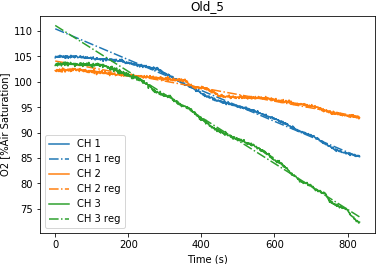 Old_5
O2 [%Air Saturation]
110
105
100
95
90
85
80
75
CH 1
CH 1 reg
CH 2
CH 2 reg
CH 3
CH 3 reg
0
200
400
600
800
Time (s)